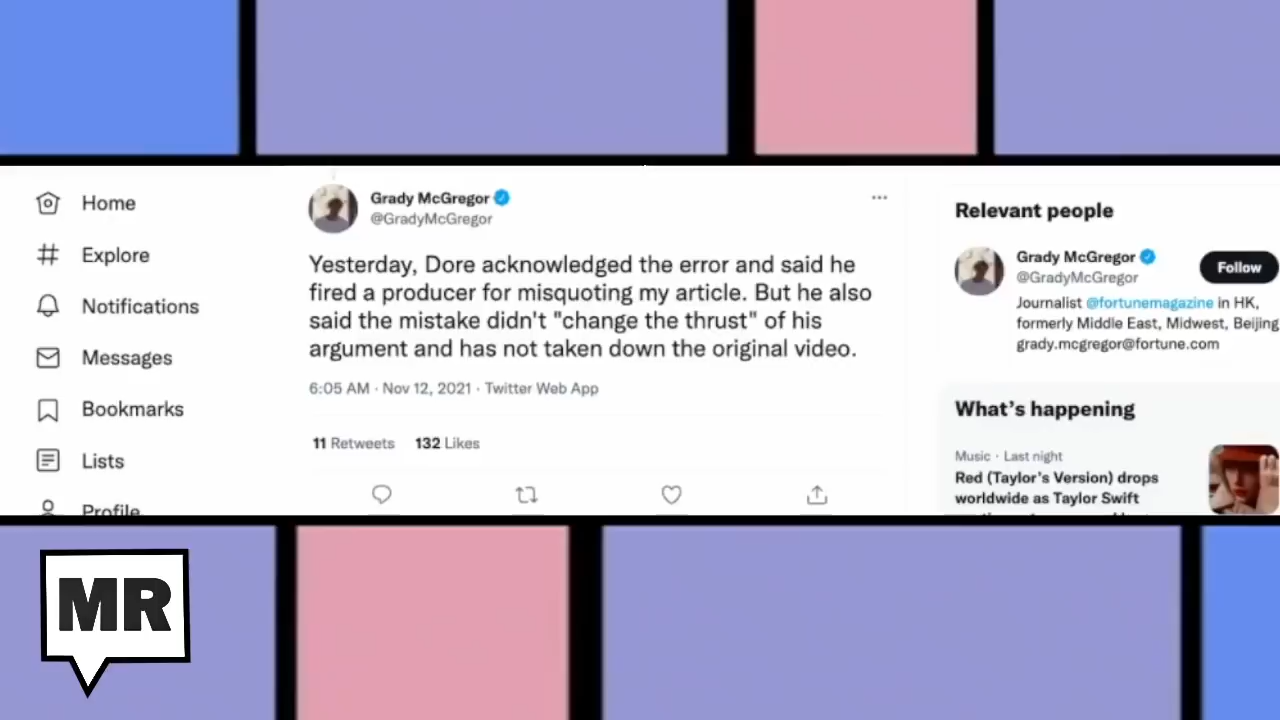 Home
Explore
Notifications
Messages
Bookmarks
Lists
Profile
Grady McGregor
@GradyMcGregor
Yesterday, Dore acknowledged the error and said he
fired a producer for misquoting my article. But he also
said the mistake didn't "change the thrust" of his
argument and has not taken down the original video.
6:05 AM · Nov 12, 2021 · Twitter Web App
11 Retweets 132 Likes
Relevant people
Grady McGregor
@GradyMcGregor
Follow
Journalist @fortunemagazine in HK,
formerly Middle East, Midwest, Beijing
grady.mcgregor@fortune.com
What's happening
Music · Last night
Red (Taylor's Version) drops
worldwide as Taylor Swift
MR